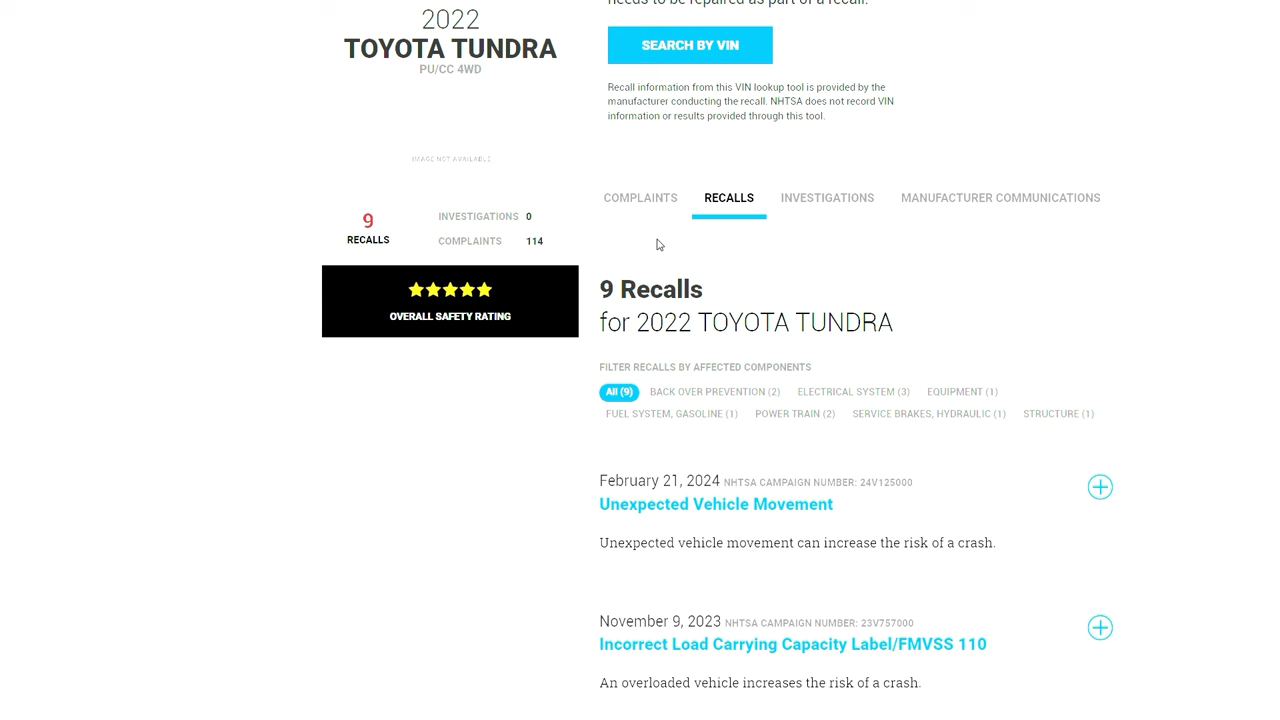 needs to be repaired as part of a recall.
2022
TOYOTA TUNDRA
PU/CC 4WD
SEARCH BY VIN
Recall information from this VIN lookup tool is provided by the
manufacturer conducting the recall. NHTSA does not record VIN
information or results provided through this tool.
IMAGE NOT AVAILABLE
COMPLAINTS RECALLS INVESTIGATIONS MANUFACTURER COMMUNICATIONS
9
RECALLS
INVESTIGATIONS 0
COMPLAINTS 114
OVERALL SAFETY RATING
9 Recalls
for 2022 TOYOTA TUNDRA
FILTER RECALLS BY AFFECTED COMPONENTS
All (9) BACK OVER PREVENTION (2) ELECTRICAL SYSTEM (3) EQUIPMENT (1)
FUEL SYSTEM, GASOLINE (1) POWER TRAIN (2) SERVICE BRAKES, HYDRAULIC (1) STRUCTURE (1)
February 21, 2024 NHTSA CAMPAIGN NUMBER: 24V125000
Unexpected Vehicle Movement
Unexpected vehicle movement can increase the risk of a crash.
November 9, 2023 NHTSA CAMPAIGN NUMBER: 23V757000
Incorrect Load Carrying Capacity Label/FMVSS 110
An overloaded vehicle increases the risk of a crash.